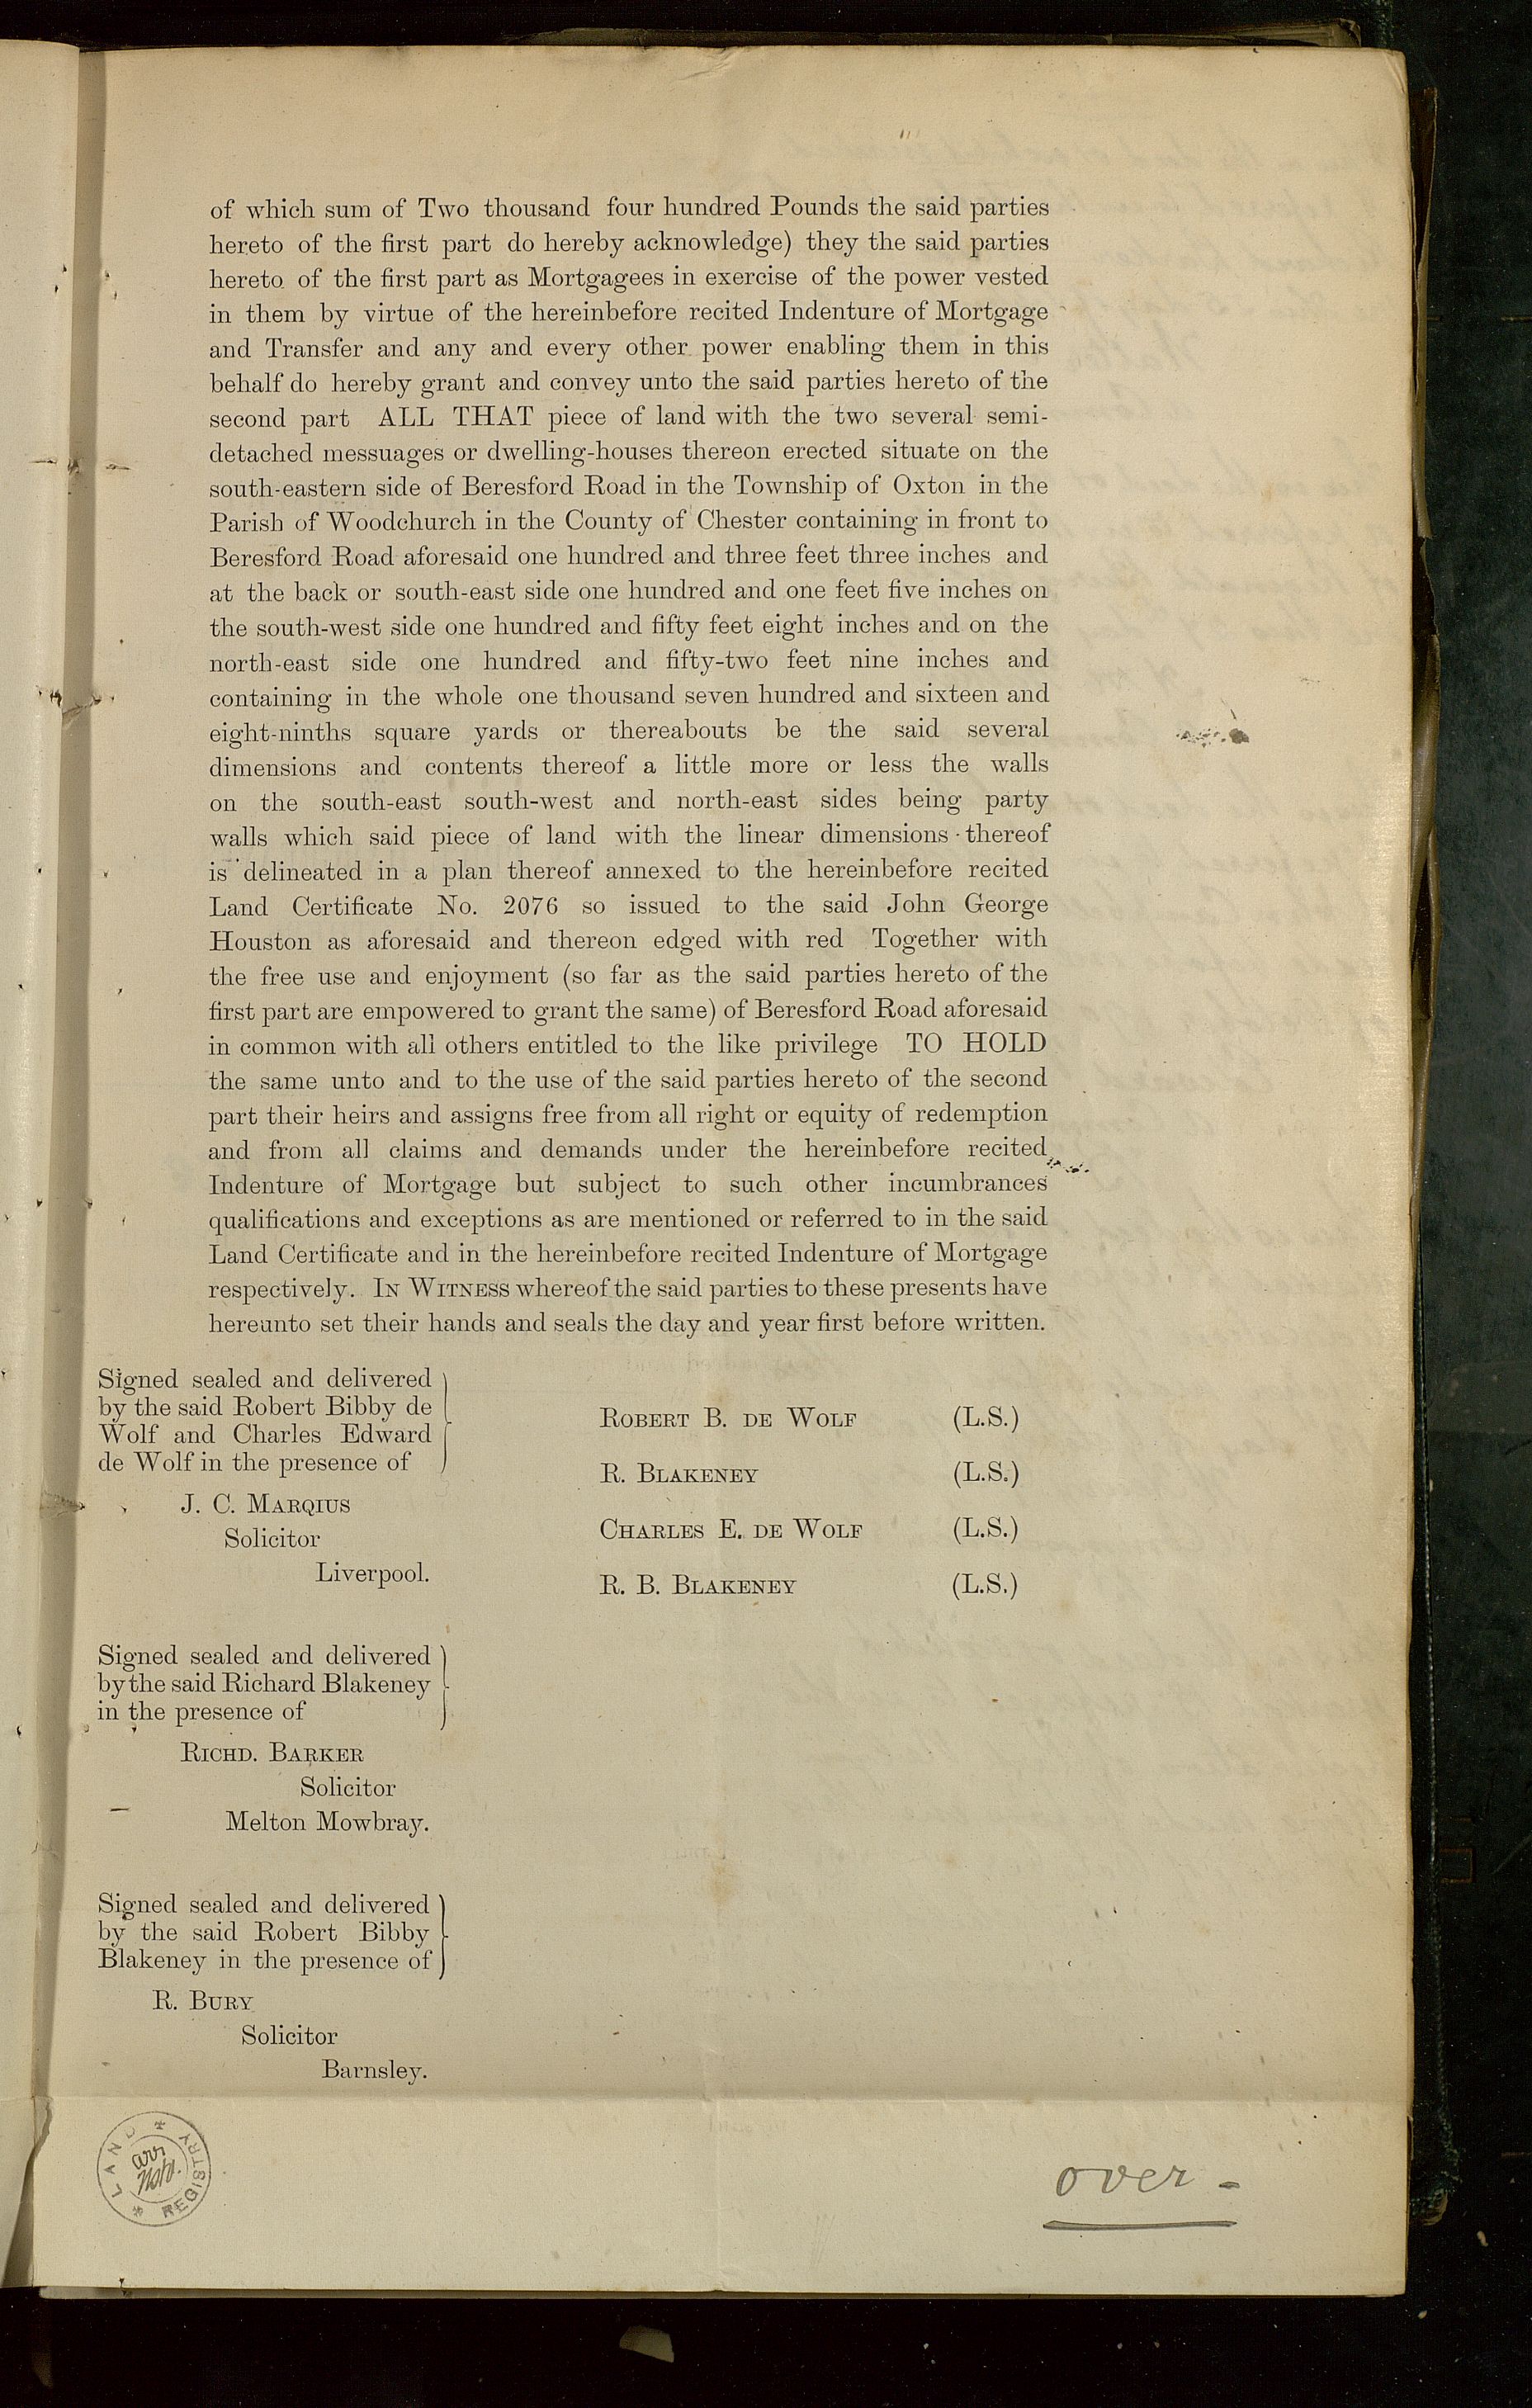 of which sum of Two thousand four hundred Pounds the said parties
hereto of the first part do hereby acknowledge) they the said parties
hereto of the first part as Mortgagees in exercise of the power vested
in them by virtue of the hereinbefore recited Indenture of Mortgage
and Transfer and any and every other power enabling them in this
behalf do hereby grant and convey unto the said parties hereto of the
second part ALL THAT piece of land with the two several semi-
detached messuages or dwelling-houses thereon erected situate on the
south-eastern side of Beresford Road in the Township of Oxton in the
Parish of Woodchurch in the County of Chester containing in front to
Beresford Road aforesaid one hundred and three feet three inches and
at the back or south-east side one hundred and one feet five inches on
the south-west side one hundred and fifty feet eight inches and on the
north-east side one hundred and fifty-two feet nine inches and
containing in the whole one thousand seven hundred and sixteen and
eight-ninths square yards or thereabouts be the said several
dimensions and contents thereof a little more or less the walls
on the south-east south-west and north-east sides being party
walls which said piece of land with the linear dimensions thereof
is delineated in a plan thereof annexed to the hereinbefore recited
Land Certificate No. 2076 so issued to the said John George
Houston as aforesaid and thereon edged with red Together with
the free use and enjoyment (so far as the said parties hereto of the
first part are empowered to grant the same) of Beresford Road aforesaid
in common with all others entitled to the like privilege TO HOLD
the same unto and to the use of the said parties hereto of the second
part their heirs and assigns free from all right or equity of redemption
and from all claims and demands under the hereinbefore recited
Indenture of Mortgage but subject to such other incumbrances
qualifications and exceptions as are mentioned or referred to in the said
Land Certificate and in the hereinbefore recited Indenture of Mortgage
respectively. IN WITNESS whereof the said parties to these presents have
hereunto set their hands and seals the day and year first before written.
Signed sealed and delivered
by the said Robert Bibby de
Wolf and Charles Edward
de Wolf in the presence of
J. C. MARQIUS
Solicitor
Liverpool.
ROBERT B. DE WOLF (L.S.)
R. BLAKENEY (L.S.)
CHARLES E. DE WOLF (L.S.)
R. B. BLAKENEY (L.S.)
Signed sealed and delivered
by the said Richard Blakeney
in the presence of
RICHD. BARKER
Solicitor
Melton Mowbray.
Signed sealed and delivered
by the said Robert Bibby
Blakeney in the presence of
R. BURY
Solicitor
Barnsley.
LAND REGISTRY
over -